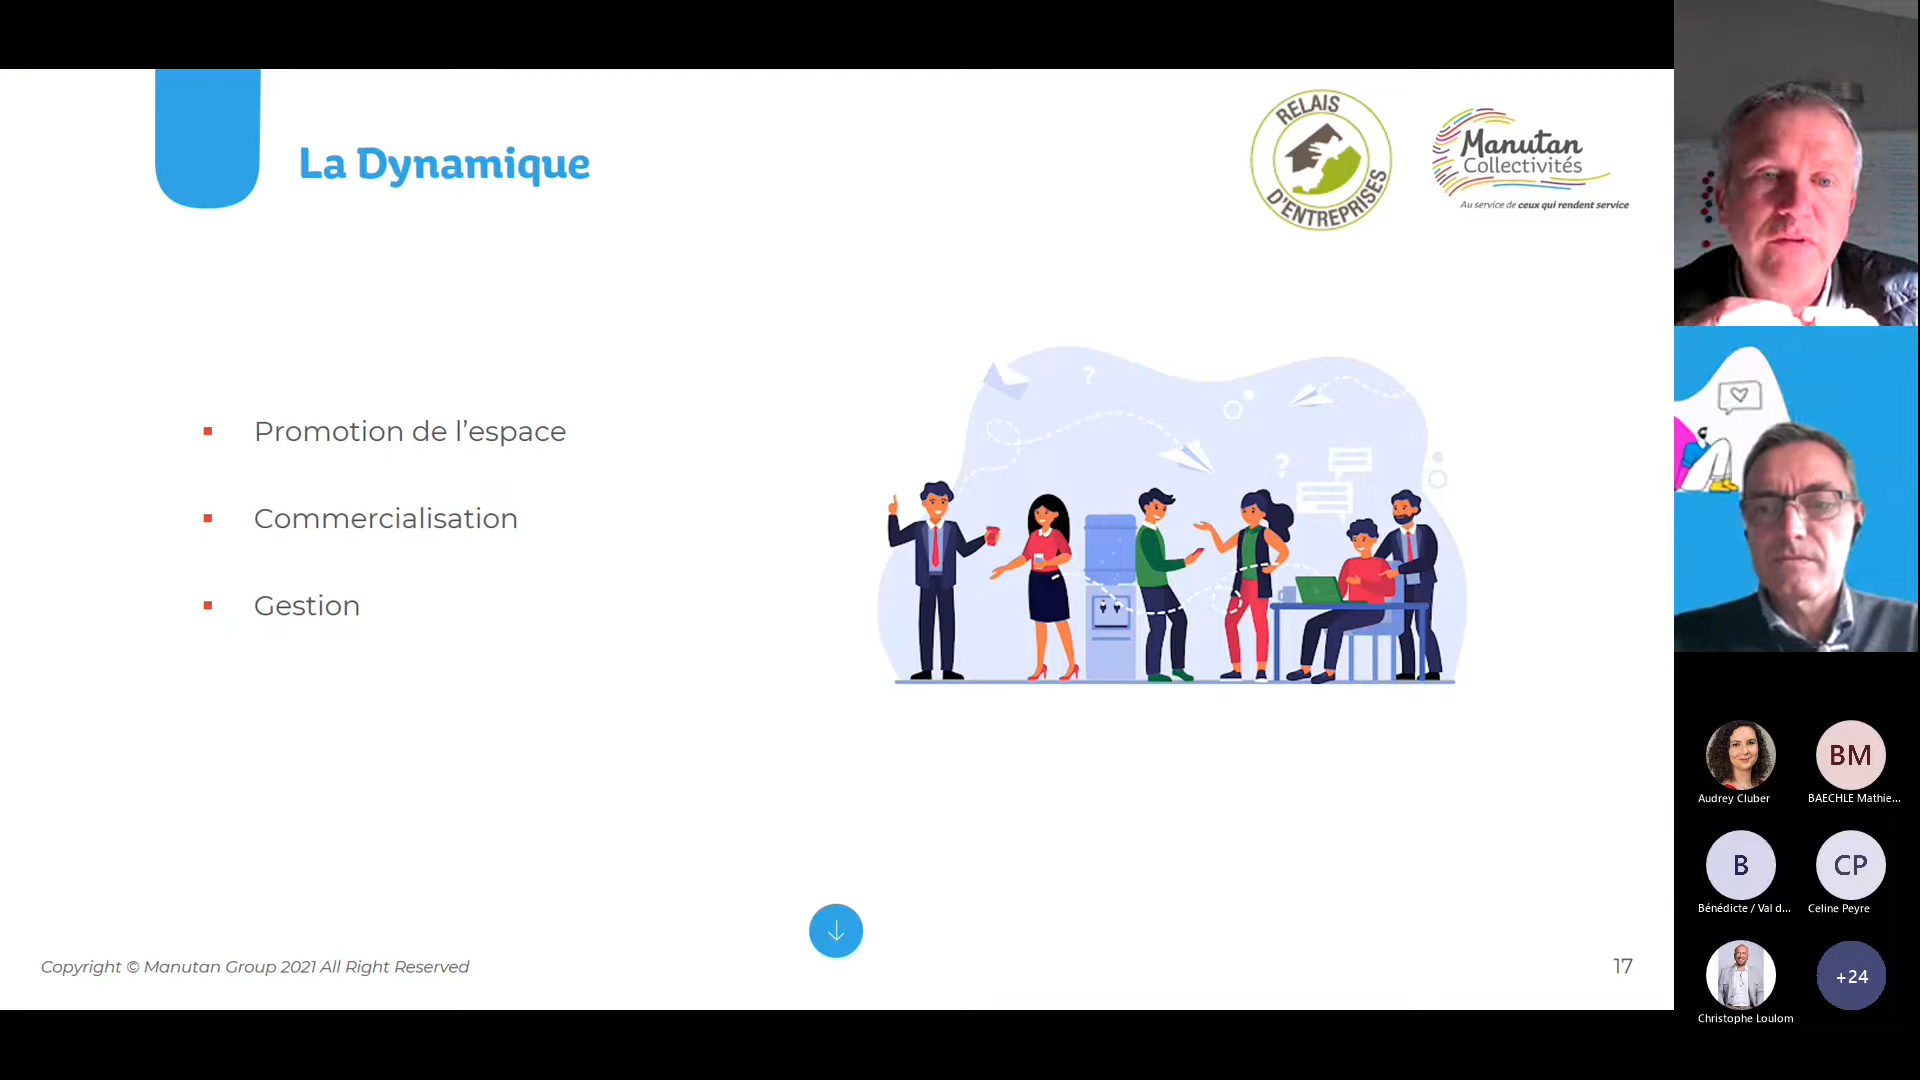 La Dynamique
RELAIS
D'ENTREPRISES
Manutan
Collectivités
Au service de ceux qui rendent service
Promotion de l’espace
Commercialisation
Gestion
Copyright © Manutan Group 2021 All Right Reserved
17
BM
Audrey Cluber
BAECHLE Mathie...
B
CP
Bénédicte / Val d...
Celine Peyre
+24
Christophe Loulom